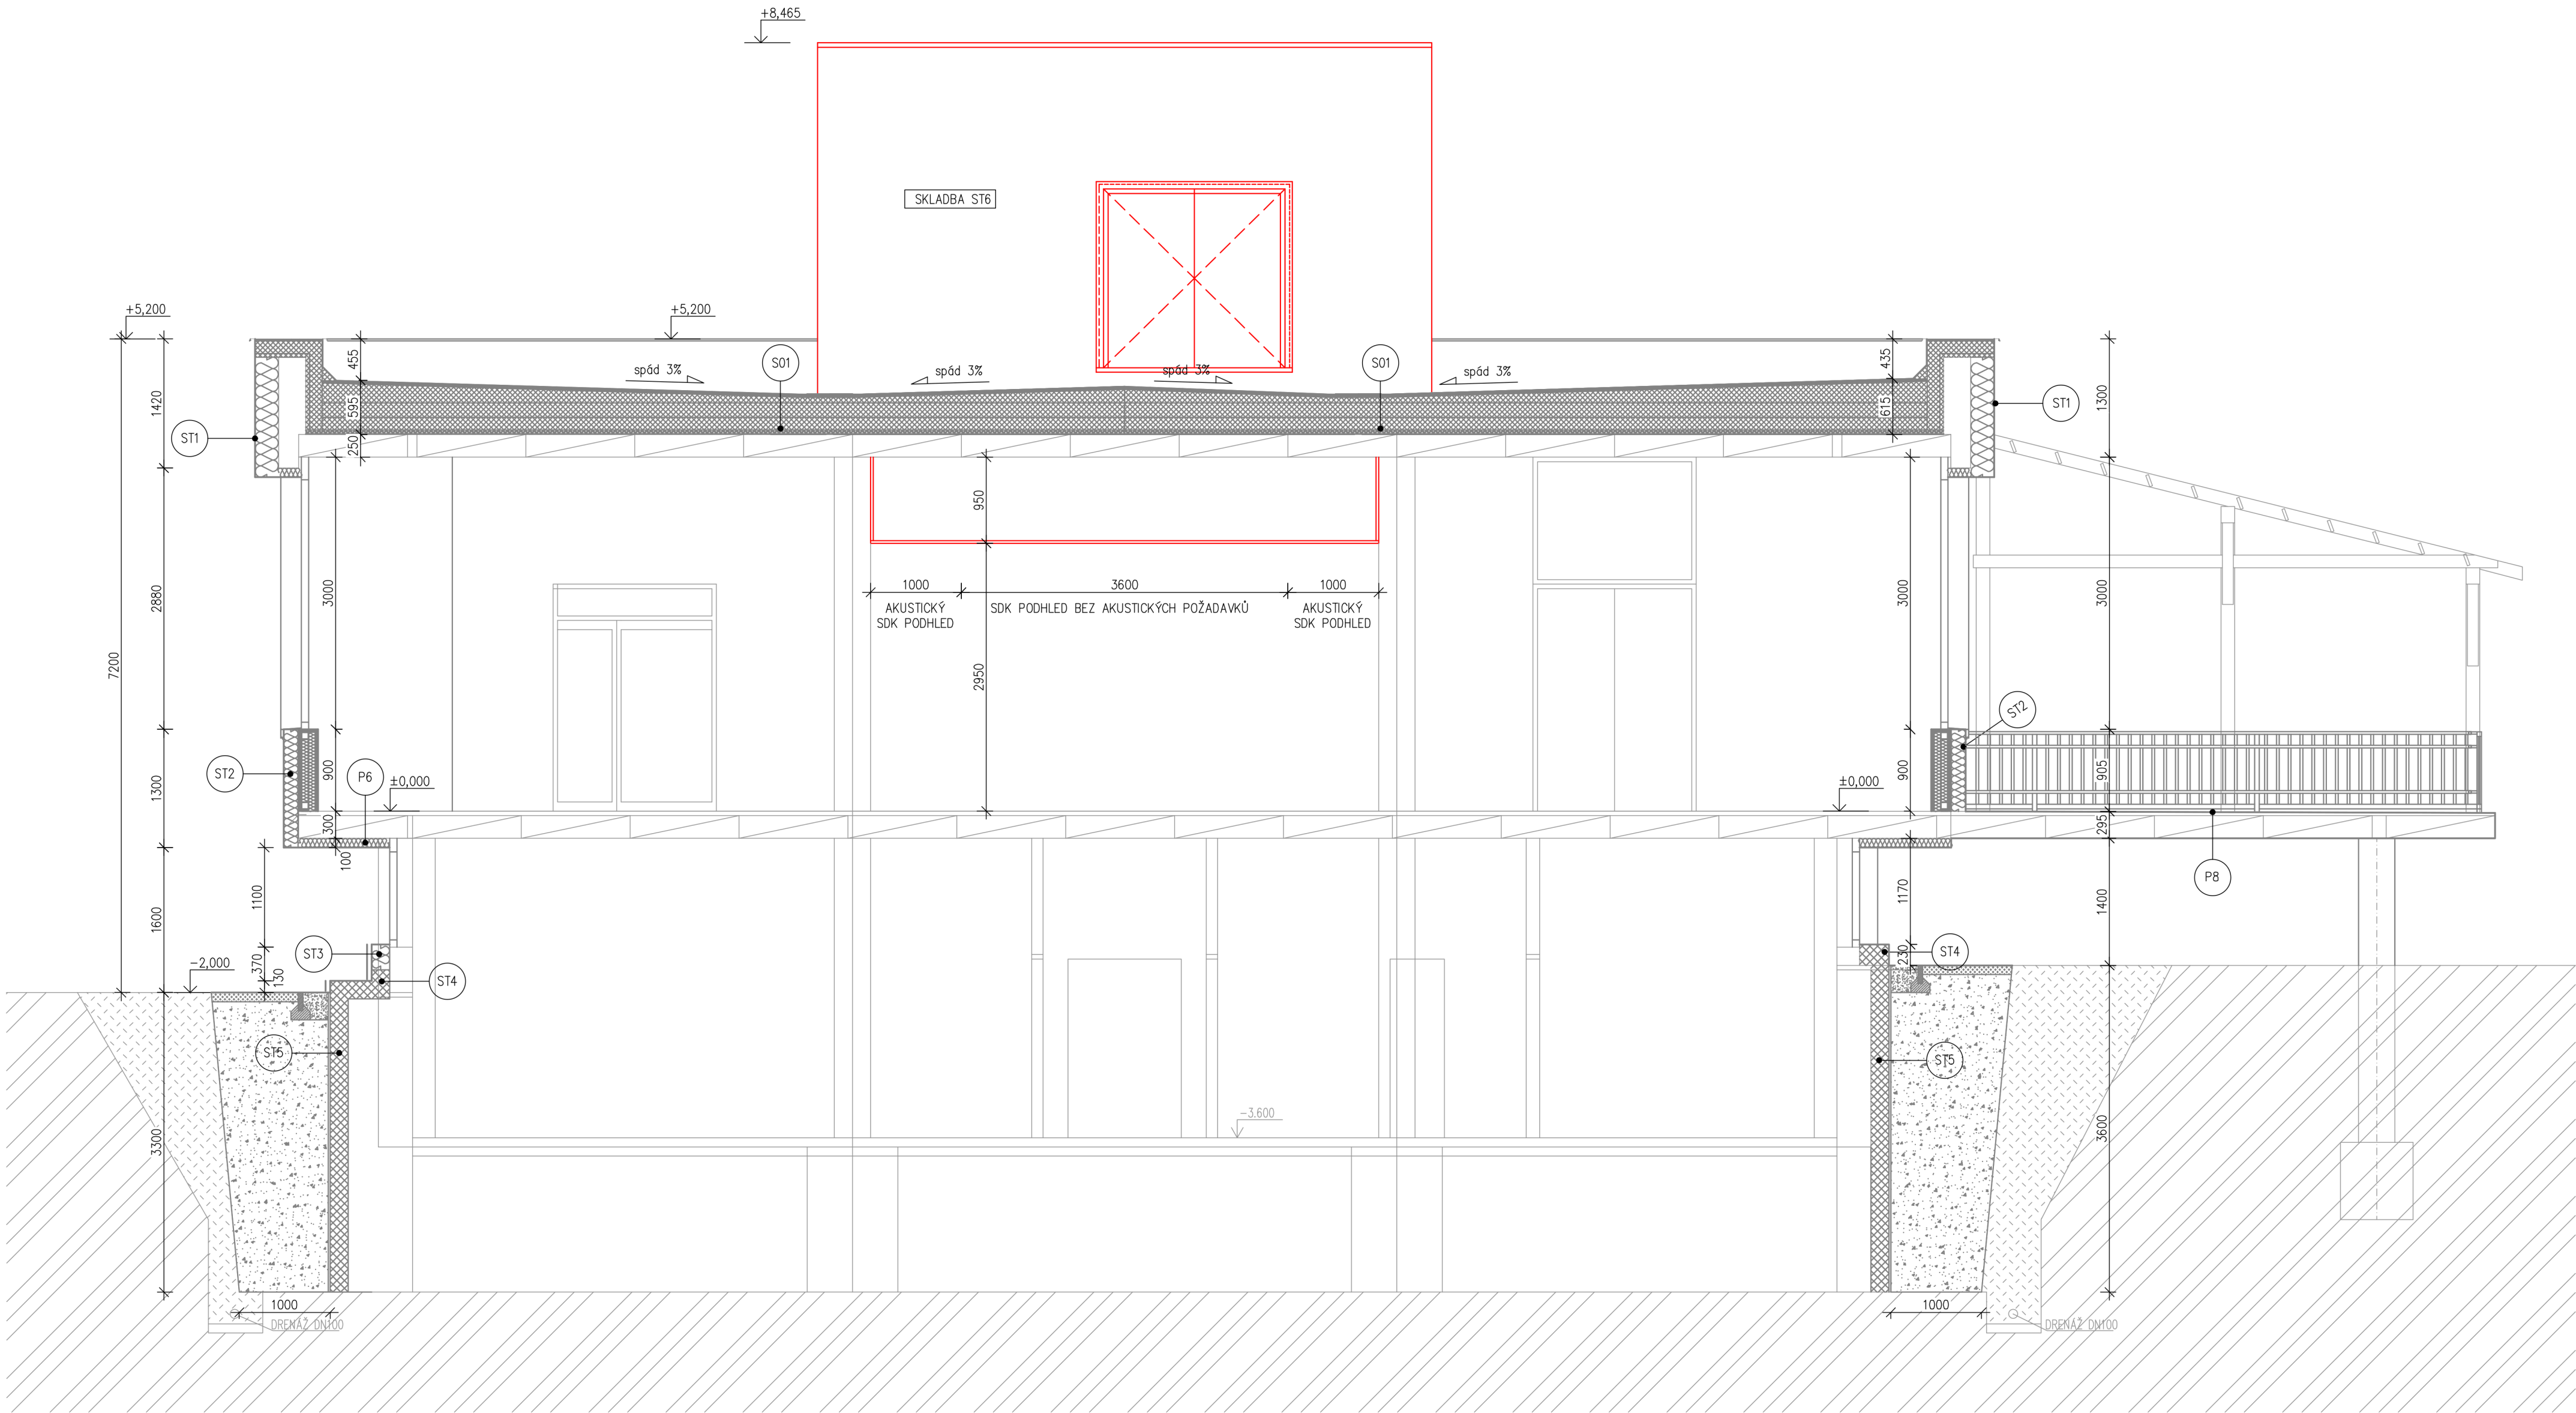 +8,465
SKLADBA ST6
+5,200
+5,200
455
S01
spád 3%
spád 3%
spád 3%
S01
spád 3%
435
1420
595
615
1300
ST1
ST1
250
950
7200
2880
3000
1000
3600
1000
AKUSTICKÝ
SDK PODHLED
SDK PODHLED BEZ AKUSTICKÝCH POŽADAVKŮ
AKUSTICKÝ
SDK PODHLED
3000
3000
2950
ST2
ST2
P6
900
±0,000
±0,000
900
905
1300
300
295
100
P8
1100
1170
1400
1600
ST3
370
130
-2,000
ST4
230
ST4
ST5
ST5
-3.600
3300
3600
1000
DRENÁŽ DN100
1000
DRENÁŽ DN100